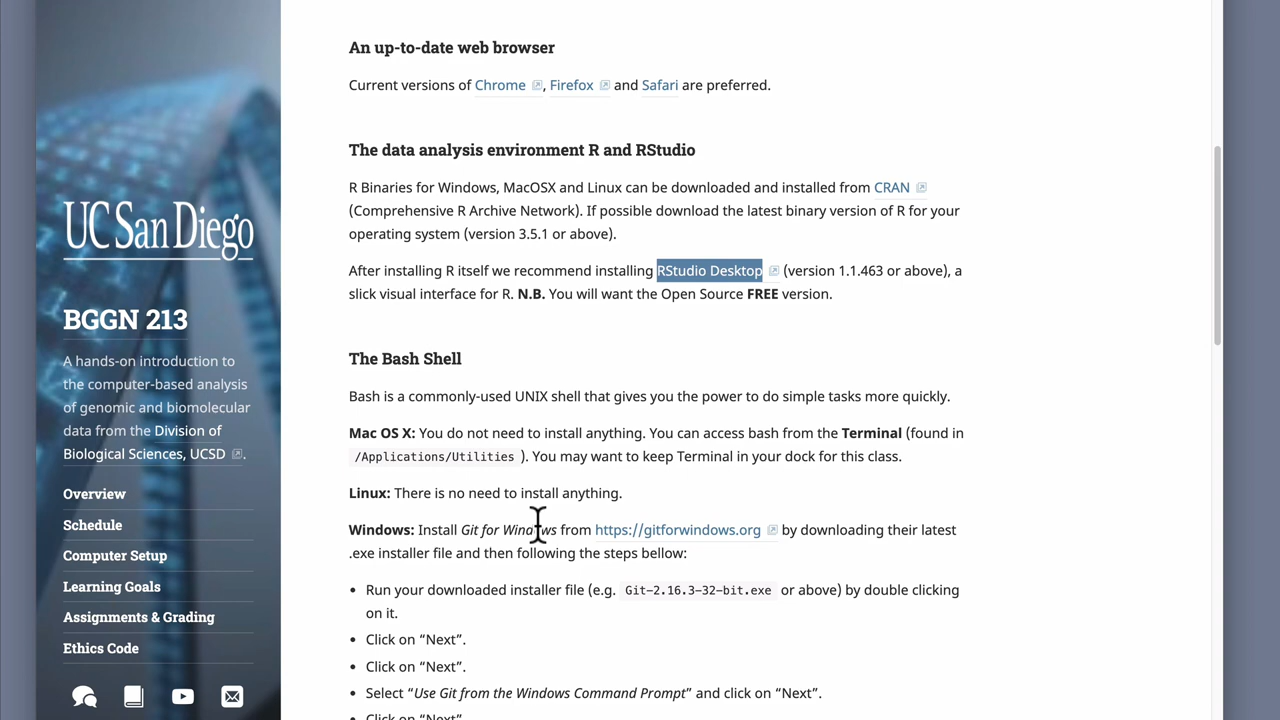 UC San Diego
BGGN 213
A hands-on introduction to
the computer-based analysis
of genomic and biomolecular
data from the Division of
Biological Sciences, UCSD.
Overview
Schedule
Computer Setup
Learning Goals
Assignments & Grading
Ethics Code
An up-to-date web browser
Current versions of Chrome, Firefox and Safari are preferred.
The data analysis environment R and RStudio
R Binaries for Windows, MacOSX and Linux can be downloaded and installed from CRAN
(Comprehensive R Archive Network). If possible download the latest binary version of R for your
operating system (version 3.5.1 or above).
After installing R itself we recommend installing RStudio Desktop (version 1.1.463 or above), a
slick visual interface for R. N.B. You will want the Open Source FREE version.
The Bash Shell
Bash is a commonly-used UNIX shell that gives you the power to do simple tasks more quickly.
Mac OS X: You do not need to install anything. You can access bash from the Terminal (found in
/Applications/Utilities ). You may want to keep Terminal in your dock for this class.
Linux: There is no need to install anything.
Windows: Install Git for Windows from https://gitforwindows.org by downloading their latest
.exe installer file and then following the steps bellow:
• Run your downloaded installer file (e.g. Git-2.16.3-32-bit.exe or above) by double clicking
on it.
• Click on “Next”.
• Click on “Next”.
• Select “Use Git from the Windows Command Prompt” and click on “Next”.
• Click on “Next”